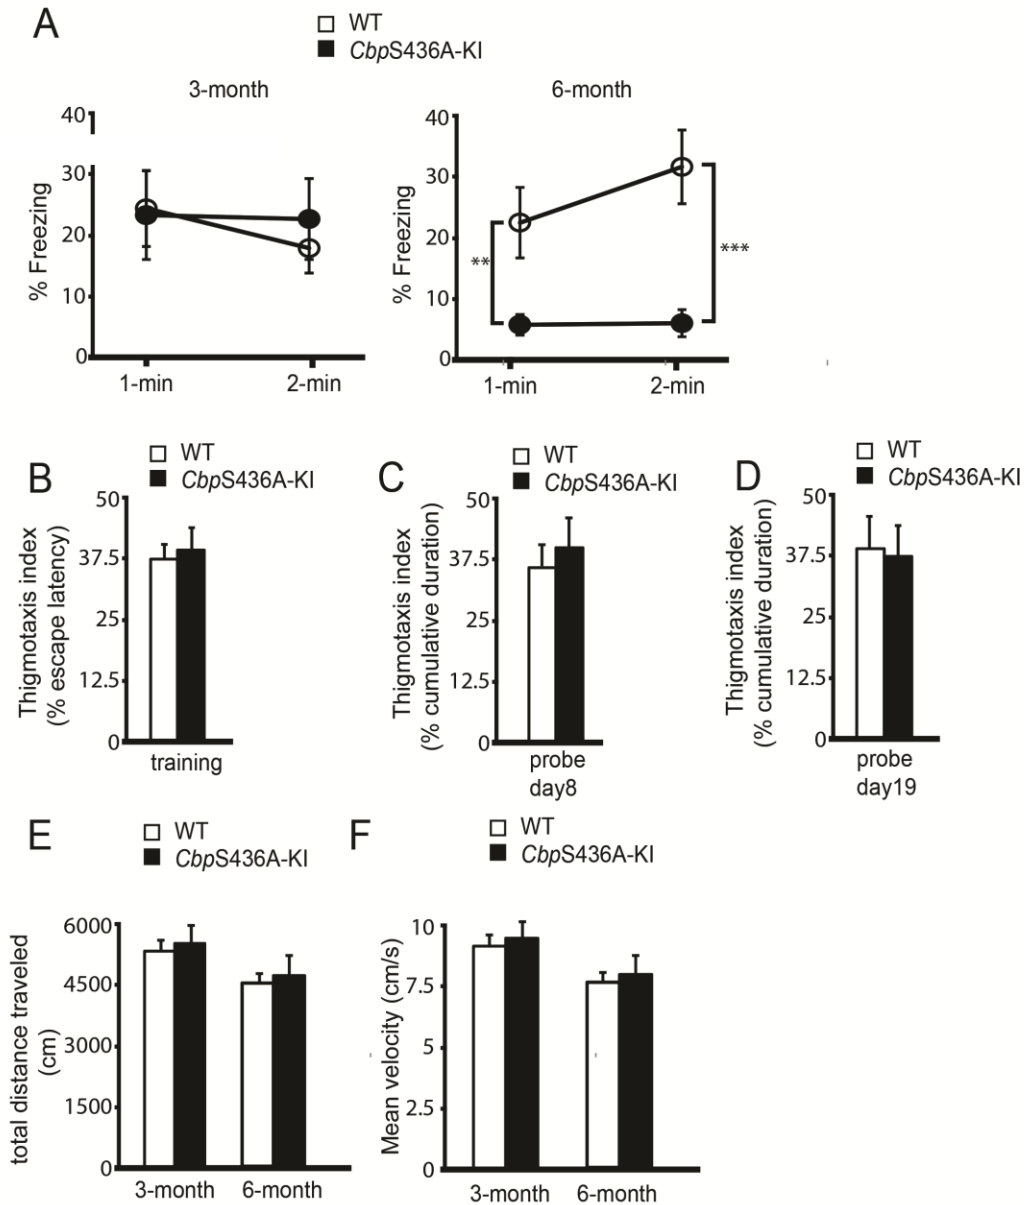 A
WT
CbpS436A-KI
3-month
6-month
% Freezing
40
30
20
10
0
1-min
2-min
% Freezing
40
30
20
10
0
**
***
1-min
2-min
B
WT
CbpS436A-KI
Thigmotaxis index
(% escape latency)
50
37.5
25
12.5
0
training
C
WT
CbpS436A-KI
Thigmotaxis index
(% cumulative duration)
50
37.5
25
12.5
0
probe
day8
D
WT
CbpS436A-KI
Thigmotaxis index
(% cumulative duration)
50
37.5
25
12.5
0
probe
day19
E
WT
CbpS436A-KI
total distance traveled
(cm)
6000
4500
3000
1500
0
3-month
6-month
F
WT
CbpS436A-KI
Mean velocity (cm/s)
10
7.5
5
2.5
0
3-month
6-month